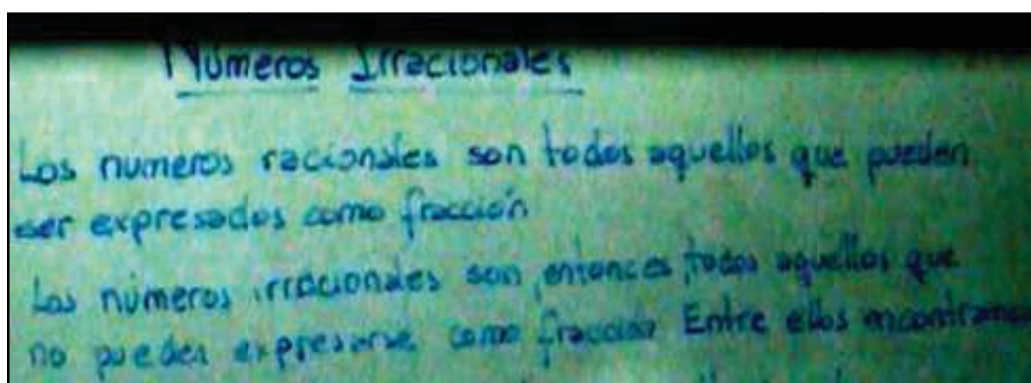 Números Irracionales
Los numeros racionales son todos aquellos que pueden
ser expresados como fracción
Los números irracionales son, entonces, todos aquellos que
no pueden expresarse como fracción Entre ellos encontramos